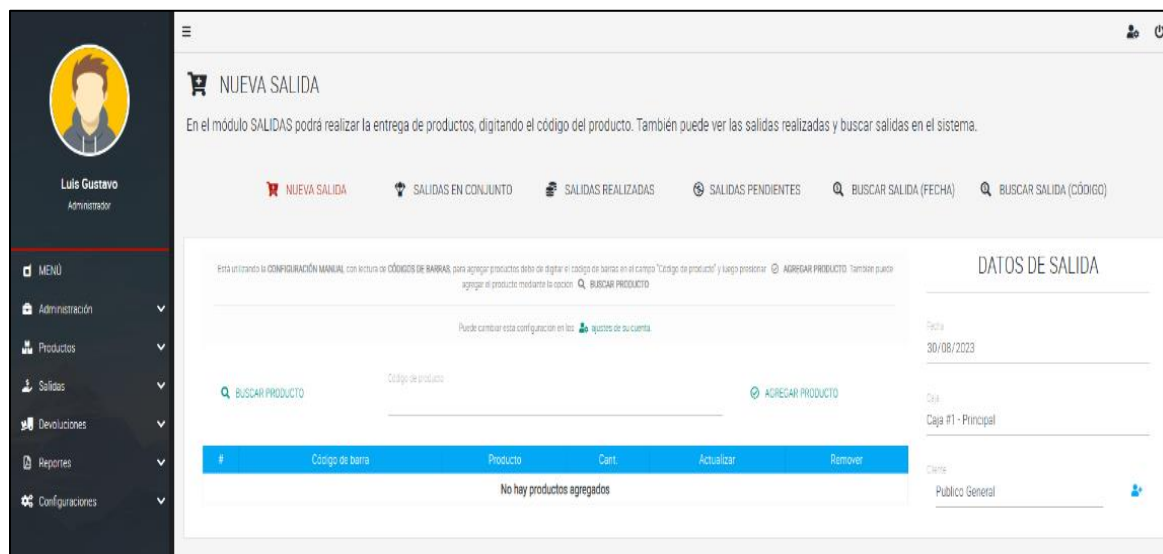 NUEVA SALIDA
En el módulo SALIDAS podrá realizar la entrega de productos, digitando el código del producto. También puede ver las salidas realizadas y buscar salidas en el sistema.
Luis Gustavo
Administrador
NUEVA SALIDA
SALIDAS EN CONJUNTO
SALIDAS REALIZADAS
SALIDAS PENDIENTES
BUSCAR SALIDA (FECHA)
BUSCAR SALIDA (CÓDIGO)
MENÚ
Administración
Productos
Salidas
Devoluciones
Reportes
Configuraciones
Está utilizando la CONFIGURACIÓN MANUAL con lectura de CÓDIGOS DE BARRAS, para agregar productos debe de digitar el código de barras en el campo "Código de producto" y luego presionar AGREGAR PRODUCTO. También puede
agregar el producto mediante la opción BUSCAR PRODUCTO
Puede cambiar esta configuración en los ajustes de su cuenta
BUSCAR PRODUCTO
Código de producto
AGREGAR PRODUCTO
# Código de barra Producto Cant. Actualizar Remover
No hay productos agregados
DATOS DE SALIDA
Fecha
30/08/2023
Caja
Caja #1 - Principal
Cliente
Publico General